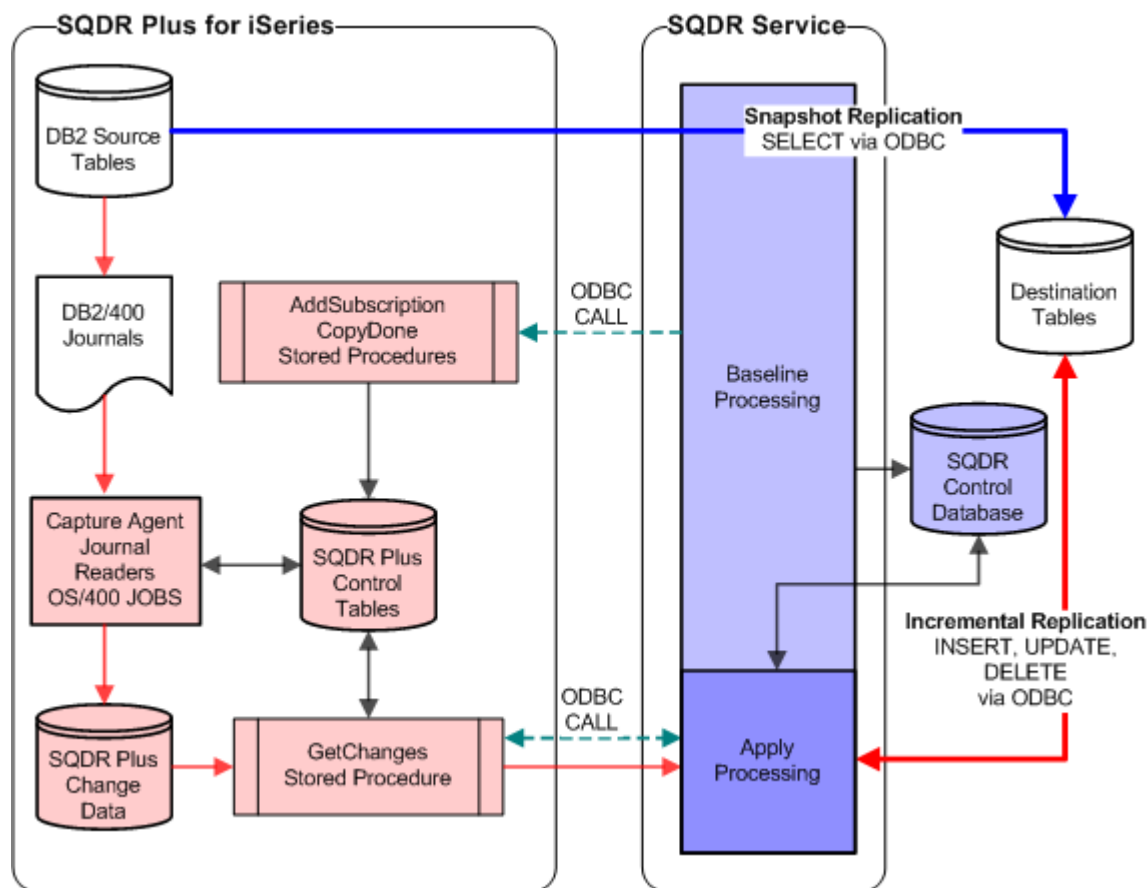 SQDR Plus for iSeries
SQDR Service
DB2 Source
Tables
Snapshot Replication
SELECT via ODBC
Destination
Tables
DB2/400
Journals
AddSubscription
CopyDone
Stored Procedures
ODBC
CALL
Baseline
Processing
SQDR
Control
Database
Capture Agent
Journal
Readers
OS/400 JOBS
SQDR Plus
Control
Tables
Incremental Replication
INSERT, UPDATE,
DELETE
via ODBC
SQDR Plus
Change
Data
GetChanges
Stored Procedure
ODBC
CALL
Apply
Processing